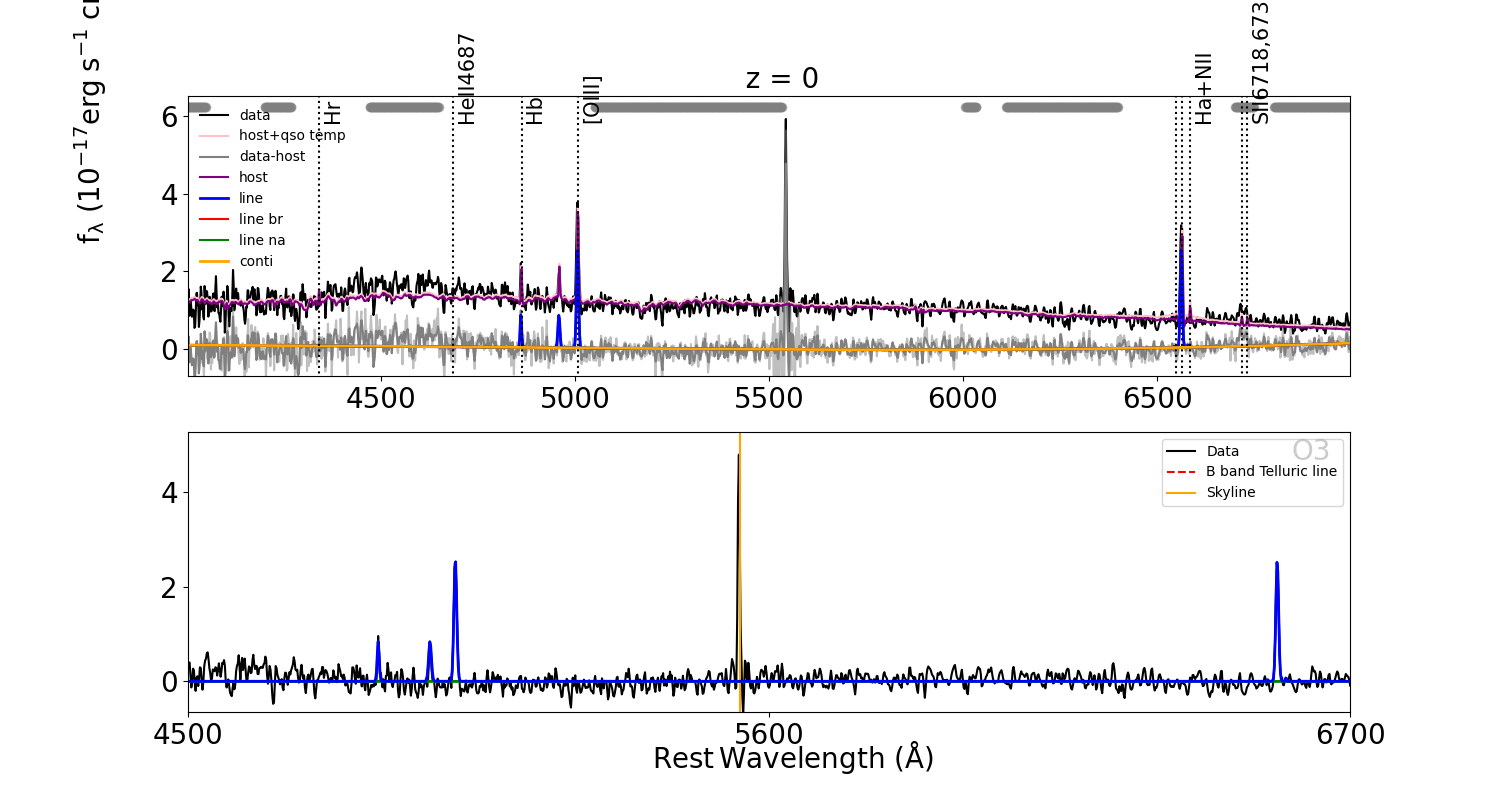 z = 0
f_λ (10^−17 erg s^−1 c
Hr
HeII4687
Hb
[OIII]
Ha+NII
SII6718,673
data
host+qso temp
data-host
host
line
line br
line na
conti
6
4
2
0
4500 5000 5500 6000 6500
O3
Data
B band Telluric line
Skyline
4
2
0
4500 5600 6700
Rest Wavelength (Å)